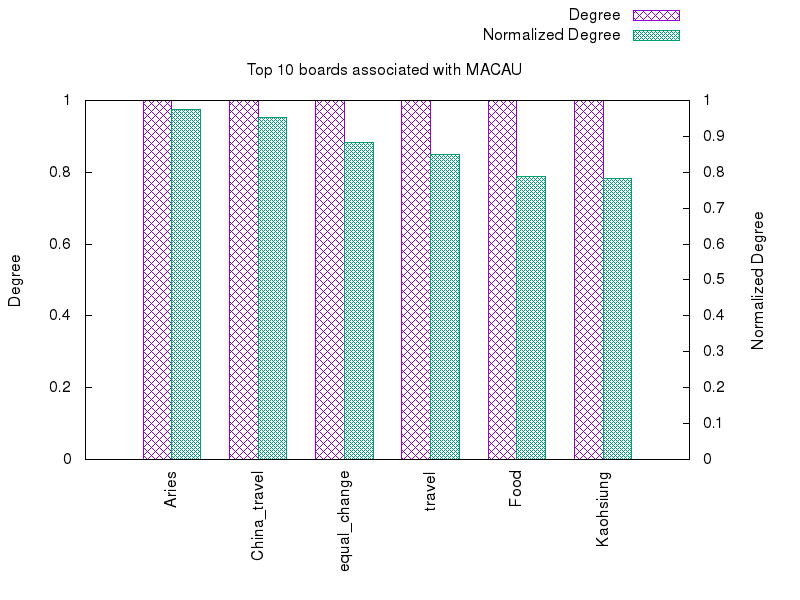 Degree
Normalized Degree
Top 10 boards associated with MACAU
1
0.8
0.6
0.4
0.2
0
Degree
1
0.9
0.8
0.7
0.6
0.5
0.4
0.3
0.2
0.1
0
Normalized Degree
Aries
China_travel
equal_change
travel
Food
Kaohsiung